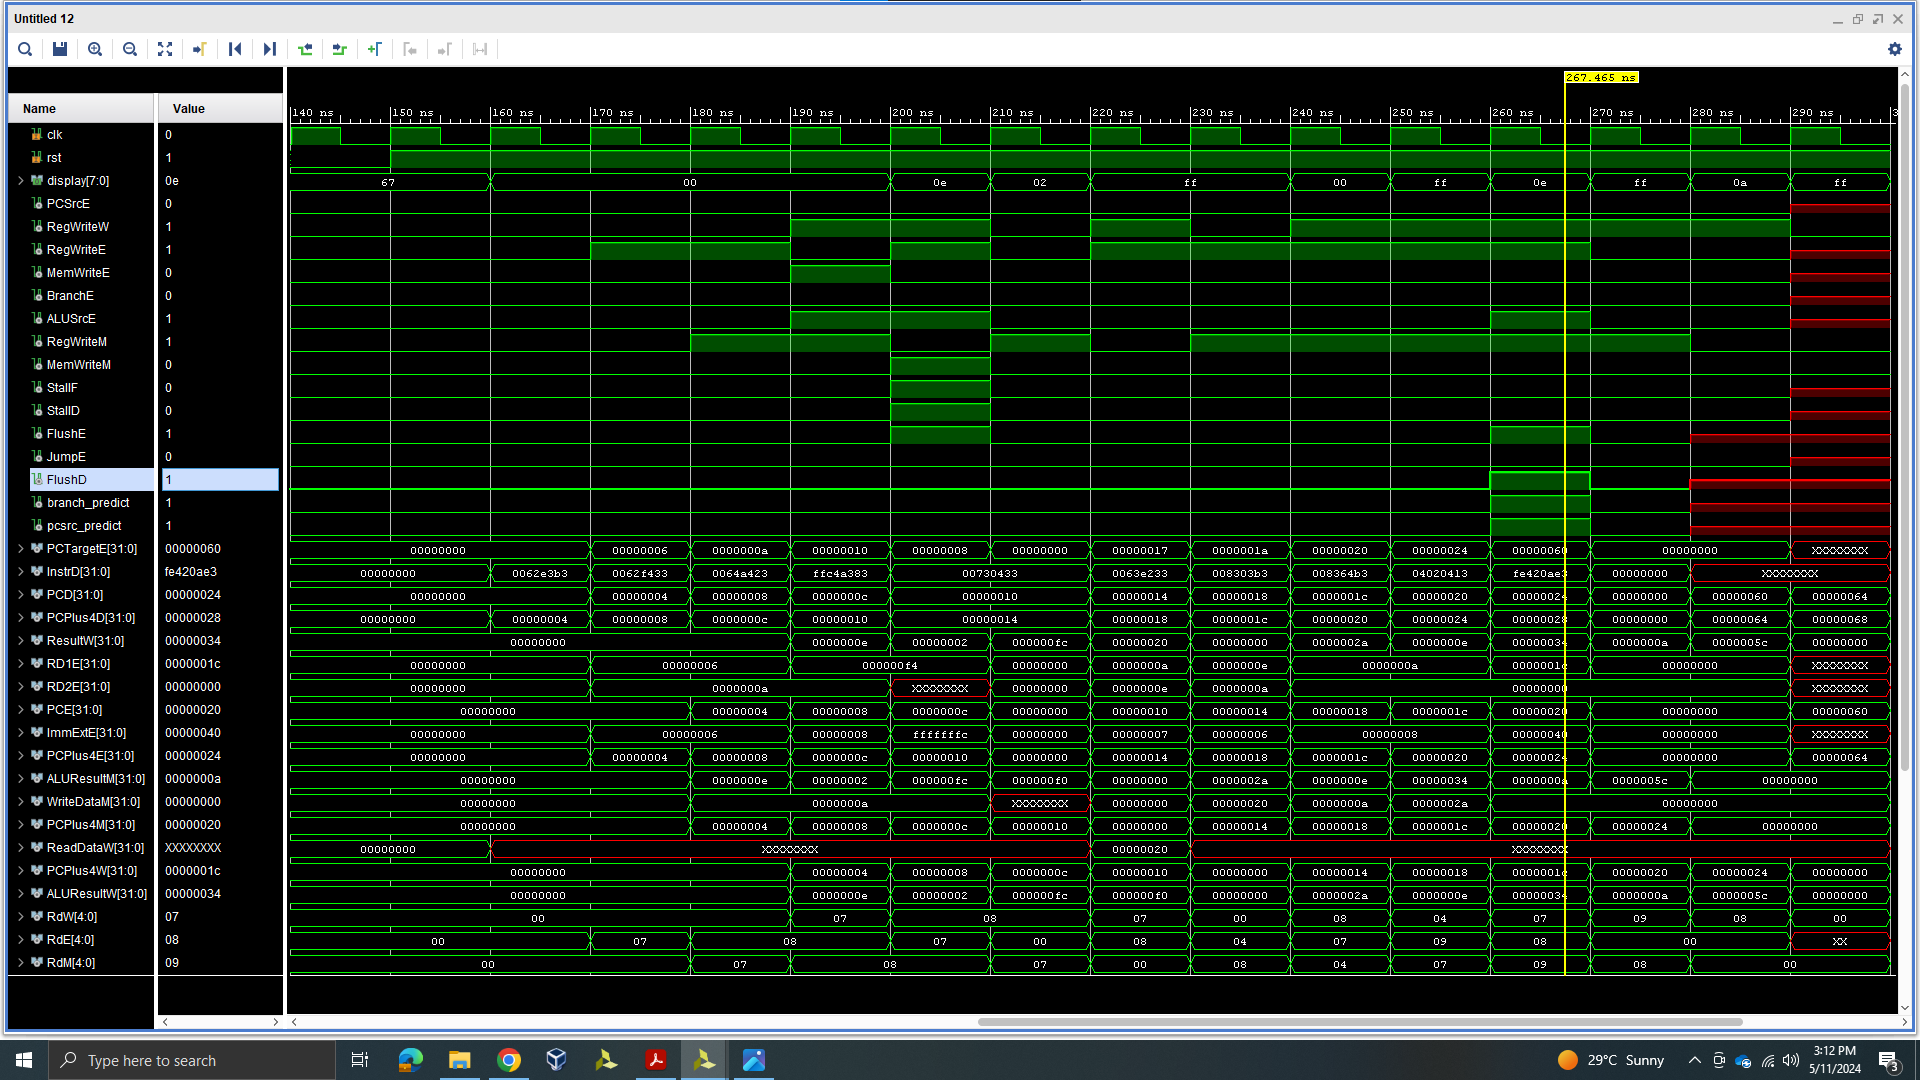 Untitled 12
267.465 ns
Name Value
140 ns 150 ns 160 ns 170 ns 180 ns 190 ns 200 ns 210 ns 220 ns 230 ns 240 ns 250 ns 260 ns 270 ns 280 ns 290 ns 3
clk 0
rst 1
display[7:0] 0e 67 00 0e 02 ff 00 ff 0e ff 0a ff
PCSrcE 0
RegWriteW 1
RegWriteE 1
MemWriteE 0
BranchE 0
ALUSrcE 1
RegWriteM 1
MemWriteM 0
StallF 0
StallD 0
FlushE 1
JumpE 0
FlushD 1
branch_predict 1
pcsrc_predict 1
PCTargetE[31:0] 00000060 00000000 00000006 0000000a 00000010 00000008 00000000 00000017 0000001a 00000020 00000024 00000060 00000000 XXXXXXXX
InstrD[31:0] fe420ae3 00000000 0062e3b3 0062f433 0064a423 ffc4a383 00730433 0063e233 008303b3 008364b3 04020413 fe420ae3 00000000 XXXXXXXX
PCD[31:0] 00000024 00000000 00000004 00000008 0000000c 00000010 00000014 00000018 0000001c 00000020 00000024 00000000 00000060 00000064
PCPlus4D[31:0] 00000028 00000000 00000004 00000008 0000000c 00000010 00000014 00000018 0000001c 00000020 00000024 00000028 00000000 00000064 00000068
ResultW[31:0] 00000034 00000000 0000000e 00000002 000000fc 00000020 00000000 0000002a 0000000e 00000034 0000000a 0000005c 00000000
RD1E[31:0] 0000001c 00000000 00000006 000000f4 00000000 0000000a 0000000e 0000000a 0000001c 00000000 XXXXXXXX
RD2E[31:0] 00000000 00000000 0000000a XXXXXXXX 00000000 0000000e 0000000a 00000000 XXXXXXXX
PCE[31:0] 00000020 00000000 00000004 00000008 0000000c 00000000 00000010 00000014 00000018 0000001c 00000020 00000000 00000060
ImmExtE[31:0] 00000040 00000000 00000006 00000008 fffffffc 00000000 00000007 00000006 00000008 00000040 00000000 XXXXXXXX
PCPlus4E[31:0] 00000024 00000000 00000004 00000008 0000000c 00000010 00000000 00000014 00000018 0000001c 00000020 00000024 00000000 00000064
ALUResultM[31:0] 0000000a 00000000 0000000e 00000002 000000fc 000000f0 00000000 0000002a 0000000e 00000034 0000000a 0000005c 00000000
WriteDataM[31:0] 00000000 00000000 0000000a XXXXXXXX 00000000 00000020 0000000a 0000002a 00000000
PCPlus4M[31:0] 00000020 00000000 00000004 00000008 0000000c 00000010 00000000 00000014 00000018 0000001c 00000020 00000024 00000000
ReadDataW[31:0] XXXXXXXX 00000000 XXXXXXXX 00000020 XXXXXXXX
PCPlus4W[31:0] 0000001c 00000000 00000004 00000008 0000000c 00000010 00000000 00000014 00000018 0000001c 00000020 00000024 00000000
ALUResultW[31:0] 00000034 00000000 0000000e 00000002 000000fc 000000f0 00000000 0000002a 0000000e 00000034 0000000a 0000005c 00000000
RdW[4:0] 07 00 07 08 07 00 08 04 07 09 08 00
RdE[4:0] 08 00 07 08 07 00 08 04 07 09 08 00 XX
RdM[4:0] 09 00 07 08 07 00 08 04 07 09 08 00
Type here to search
29°C Sunny
3:12 PM
5/11/2024
3